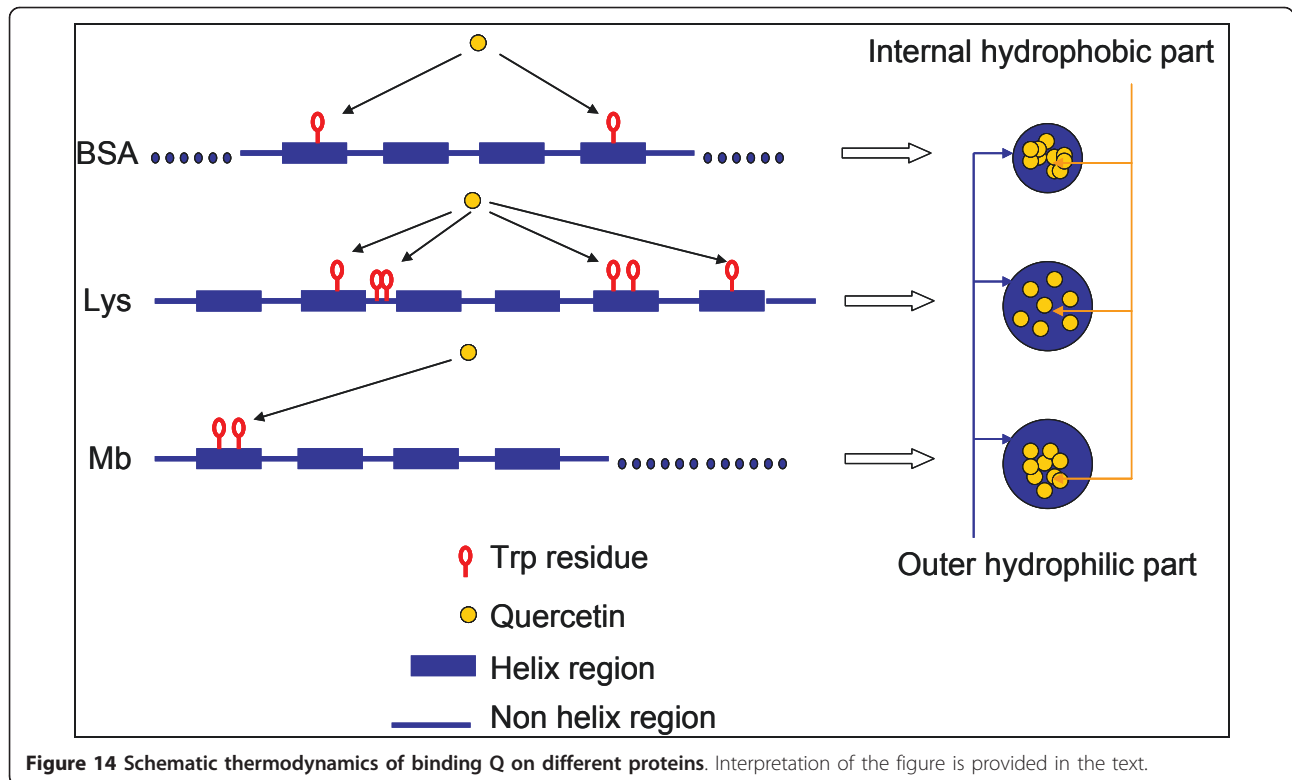 Internal hydrophobic part
BSA
Lys
Mb
Outer hydrophilic part
Trp residue
Quercetin
Helix region
Non helix region
Figure 14 Schematic thermodynamics of binding Q on different proteins. Interpretation of the figure is provided in the text.